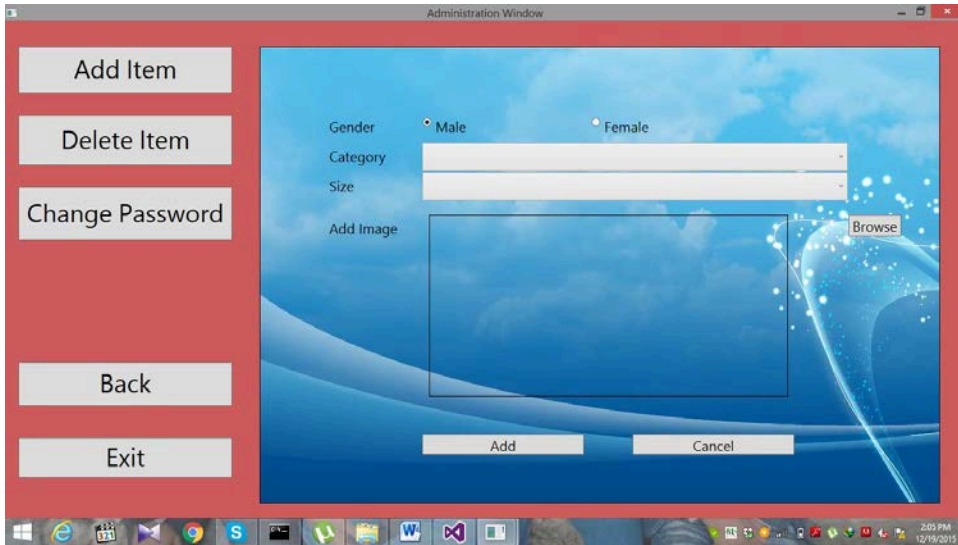 Administration Window
Add Item
Delete Item
Change Password
Back
Exit
Gender Male Female
Category
Size
Add Image Browse
Add Cancel
2:05 PM
12/19/2015